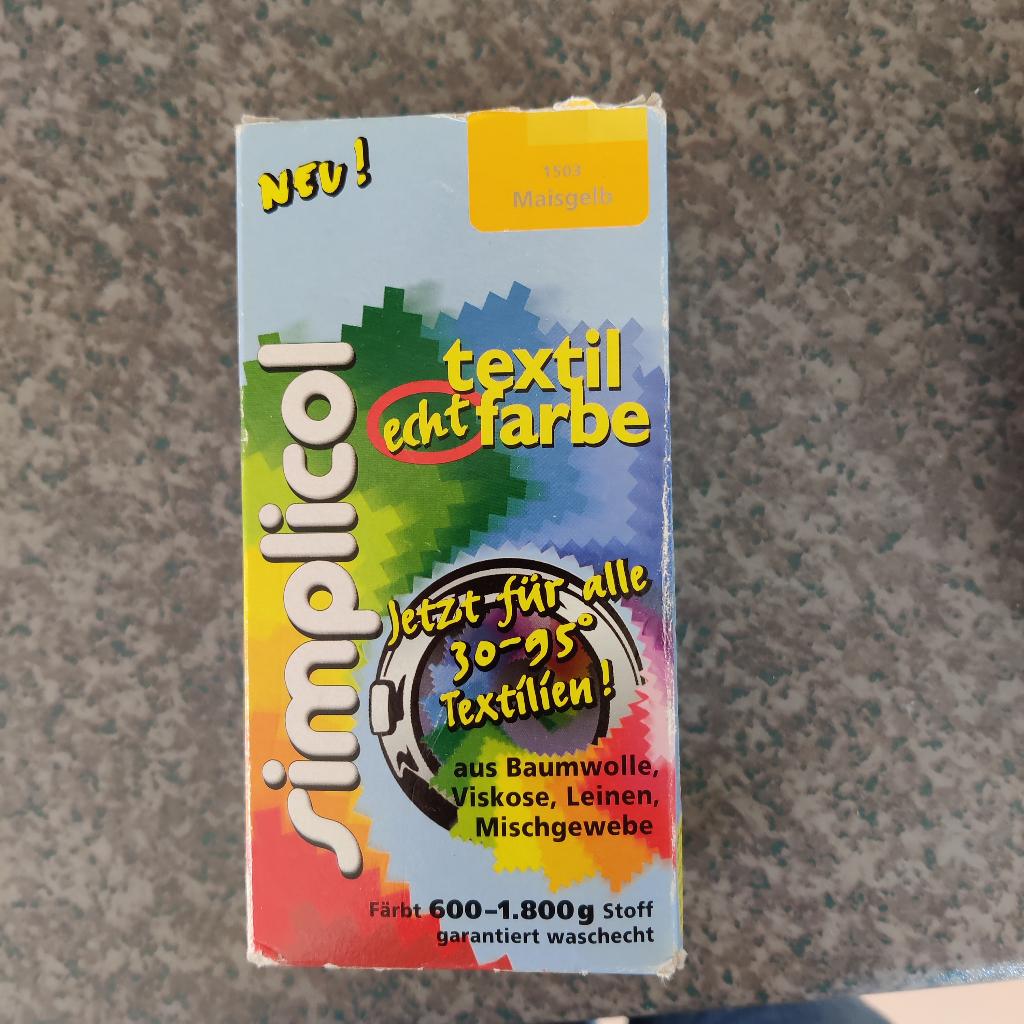 NEU!
1503
Maisgelb
simplicol
textil
echt farbe
Jetzt für alle
30-95°
Textilien!
aus Baumwolle,
Viskose, Leinen,
Mischgewebe
Färbt 600-1.800g Stoff
garantiert waschecht